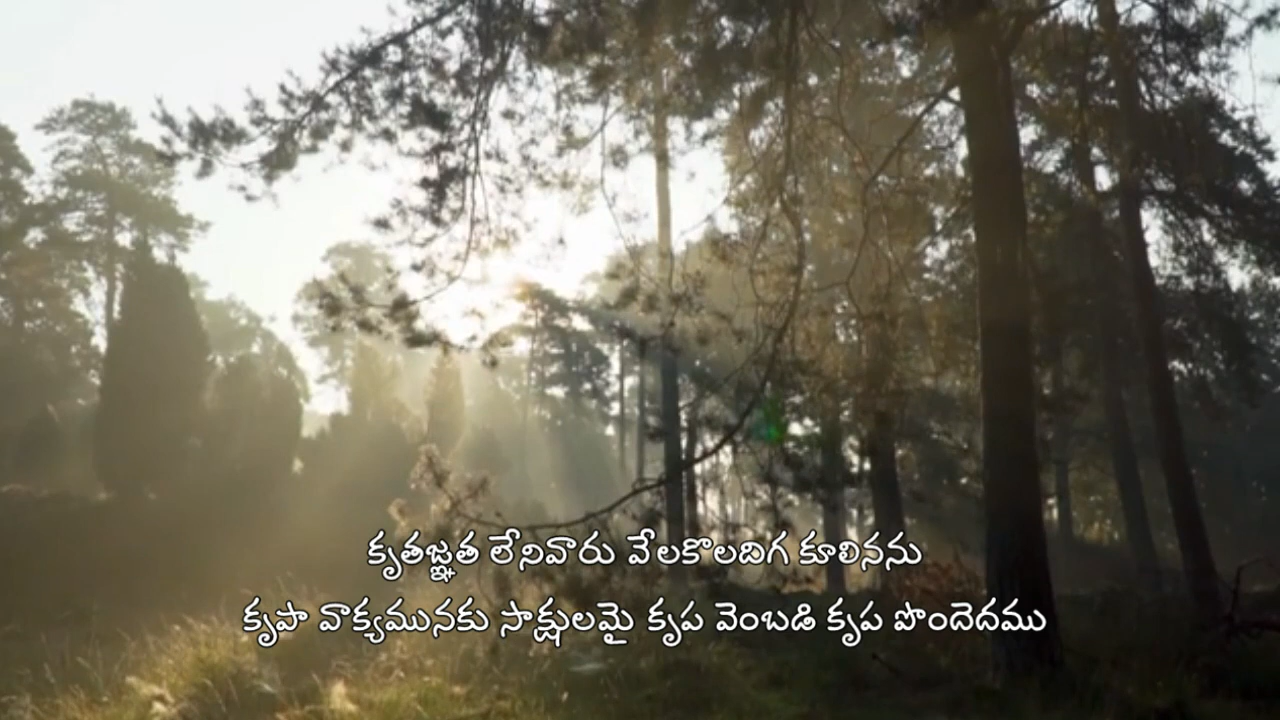 కృతజ్ఞత లేనివారు వేలకొలదిగ కూలినను
కృపా వాక్యమునకు సాక్షులమై కృప వెంబడి కృప పొందెదము